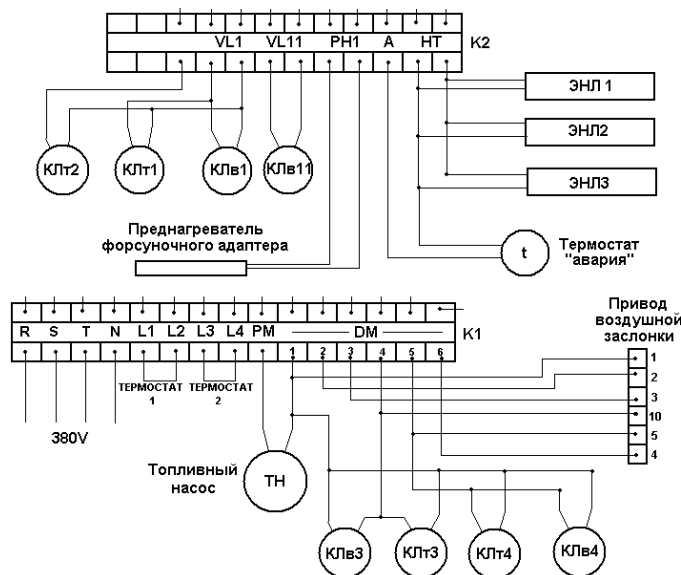 VL1 VL11 PH1 A HT K2
ЭНЛ 1
ЭНЛ2
ЭНЛ3
КЛт2 КЛт1 КЛв1 КЛв11
Преднагреватель
форсуночного адаптера
t
Термостат
"авария"
R S T N L1 L2 L3 L4 PM DM K1
1 2 3 4 5 6
ТЕРМОСТАТ
1
ТЕРМОСТАТ
2
380V
Привод
воздушной
заслонки
1
2
3
10
5
4
Топливный
насос
ТН
КЛв3 КЛт3 КЛт4 КЛв4